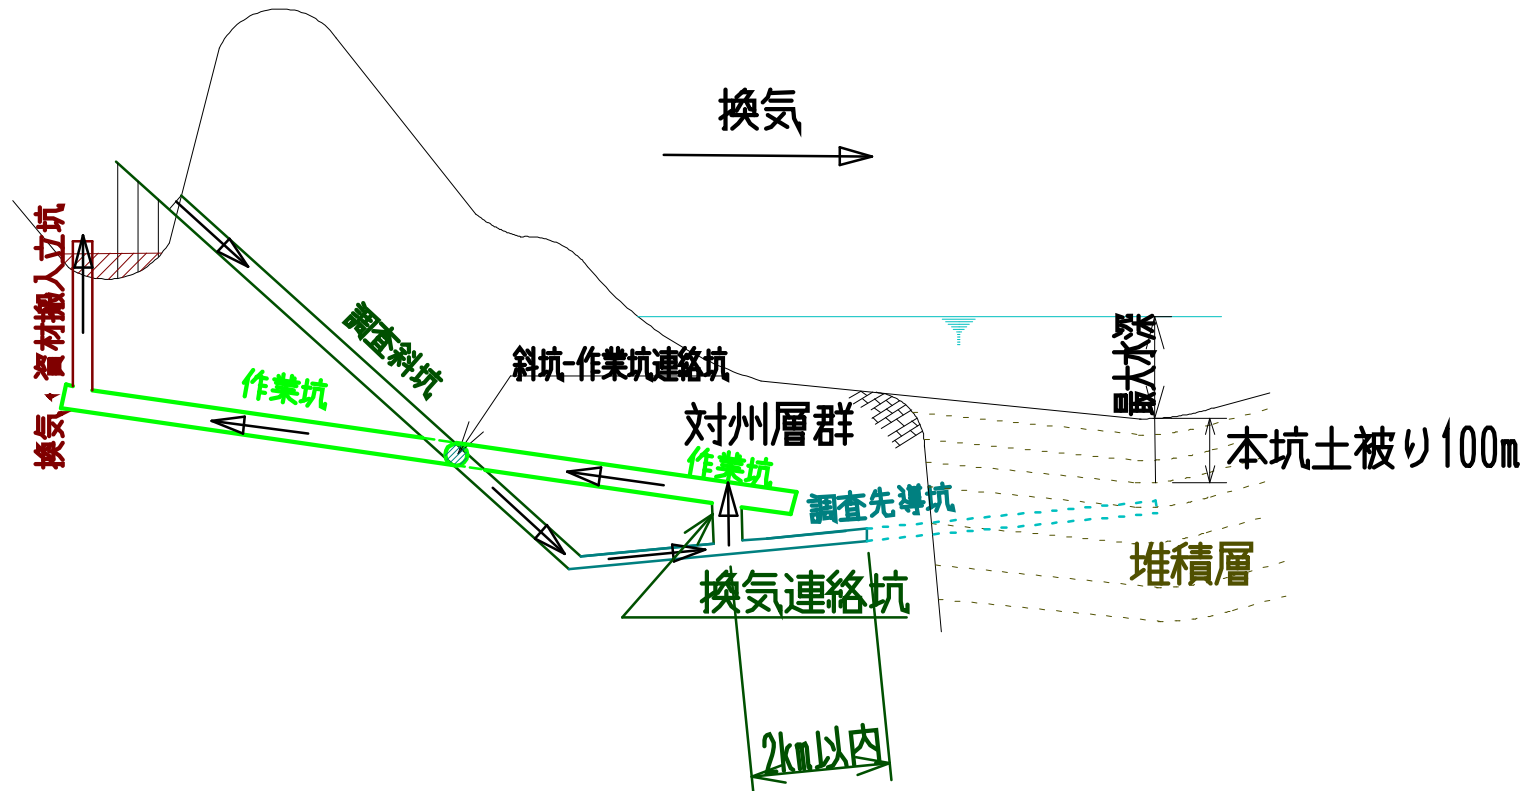 換気
換気・資材搬入立坑
調査斜坑
斜坑-作業坑連絡坑
最大水深
作業坑
対州層群
本坑土被り100m
作業坑
調査先導坑
堆積層
換気連絡坑
2km以内